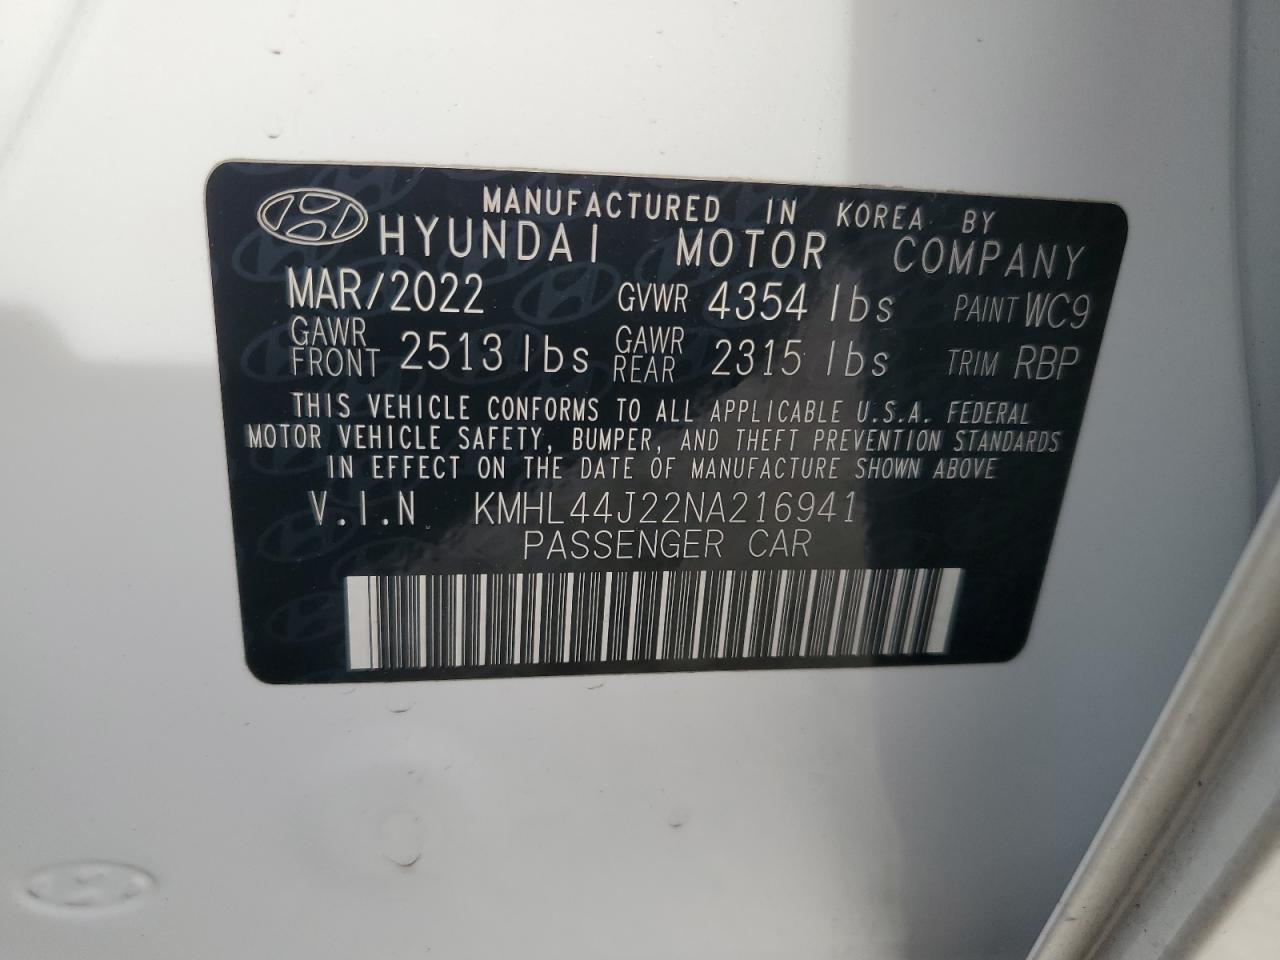 MANUFACTURED IN KOREA BY
HYUNDAI MOTOR COMPANY
MAR/2022 GVWR 4354 lbs PAINT WC9
GAWR FRONT 2513 lbs GAWR REAR 2315 lbs TRIM RBP
THIS VEHICLE CONFORMS TO ALL APPLICABLE U.S.A. FEDERAL
MOTOR VEHICLE SAFETY, BUMPER, AND THEFT PREVENTION STANDARDS
IN EFFECT ON THE DATE OF MANUFACTURE SHOWN ABOVE
V.I.N KMHL44J22NA216941
PASSENGER CAR